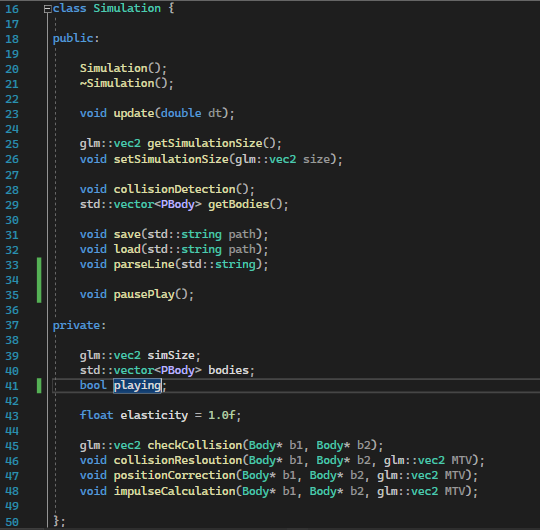 16 class Simulation {
17
18 public:
19
20 Simulation();
21 ~Simulation();
22
23 void update(double dt);
24
25 glm::vec2 getSimulationSize();
26 void setSimulationSize(glm::vec2 size);
27
28 void collisionDetection();
29 std::vector<PBody> getBodies();
30
31 void save(std::string path);
32 void load(std::string path);
33 void parseLine(std::string);
34
35 void pausePlay();
36
37 private:
38
39 glm::vec2 simSize;
40 std::vector<PBody> bodies;
41 bool playing;
42
43 float elasticity = 1.0f;
44
45 glm::vec2 checkCollision(Body* b1, Body* b2);
46 void collisionResloution(Body* b1, Body* b2, glm::vec2 MTV);
47 void positionCorrection(Body* b1, Body* b2, glm::vec2 MTV);
48 void impulseCalculation(Body* b1, Body* b2, glm::vec2 MTV);
49
50 };